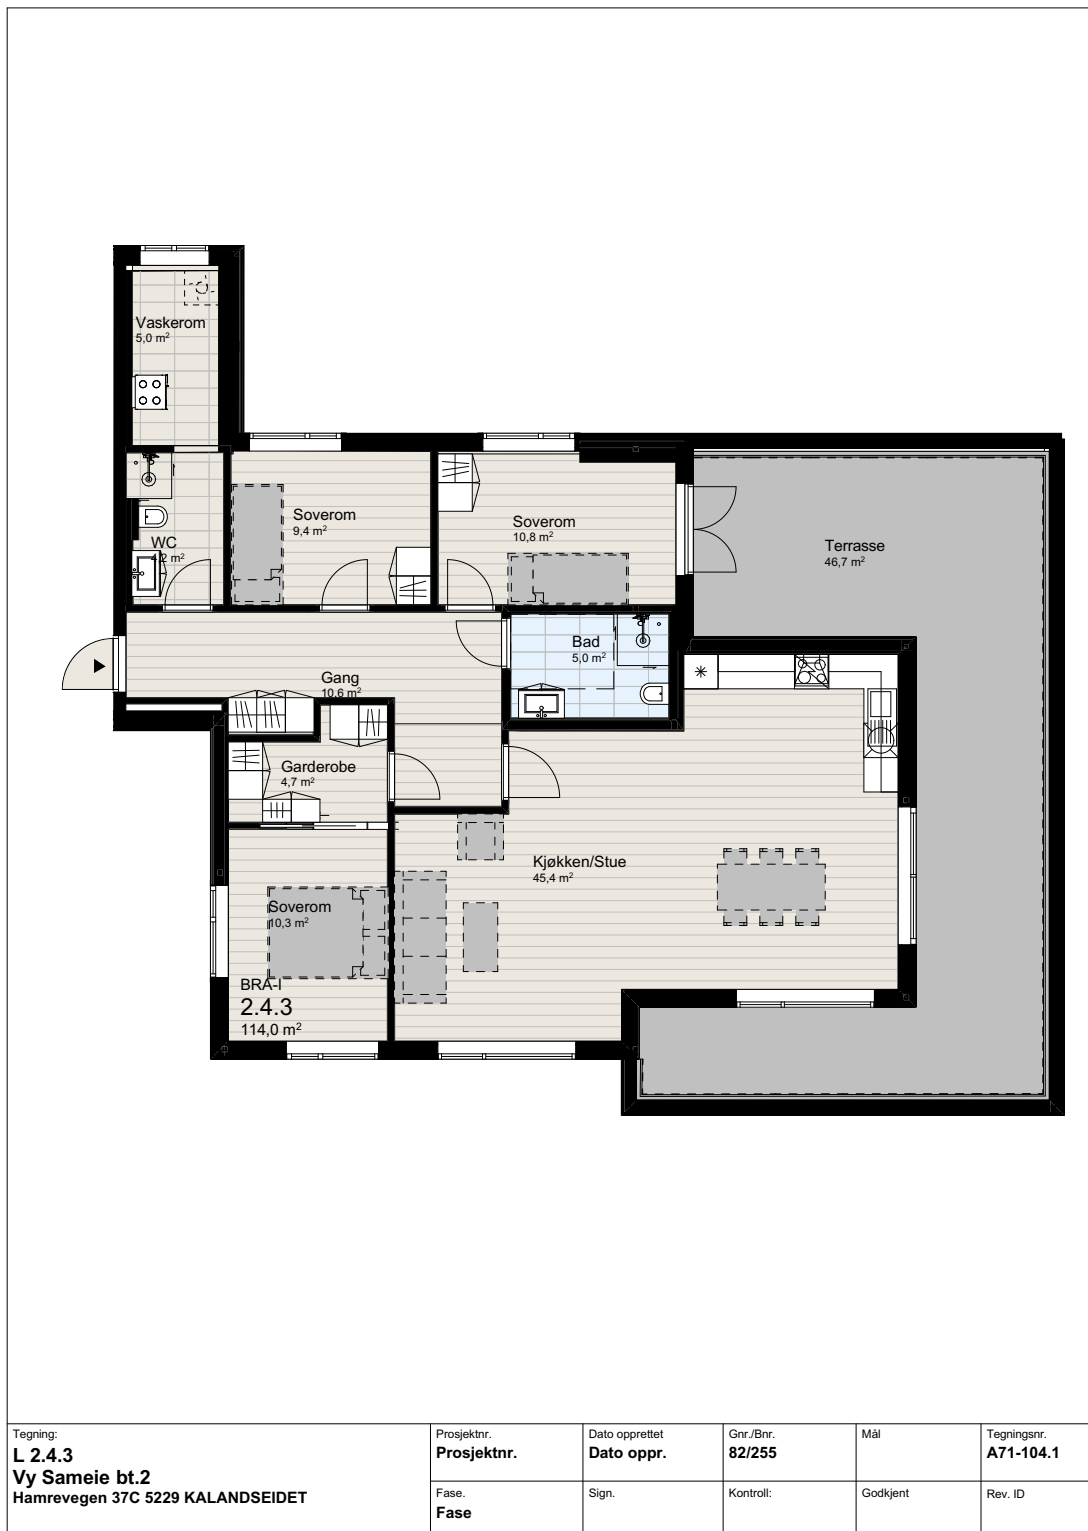 Vaskerom
5,0 m²
WC
4,2 m²
Soverom
9,4 m²
Soverom
10,8 m²
Terrasse
46,7 m²
Bad
5,0 m²
Gang
10,6 m²
Garderobe
4,7 m²
Kjøkken/Stue
45,4 m²
Soverom
10,3 m²
BRA-I
2.4.3
114,0 m²
Tegning:
L 2.4.3
Vy Sameie bt.2
Hamrevegen 37C 5229 KALANDSEIDET
Prosjektnr.
Prosjektnr.
Dato opprettet
Dato oppr.
Gnr./Bnr.
82/255
Mål
Tegningsnr.
A71-104.1
Fase.
Fase
Sign.
Kontroll:
Godkjent
Rev. ID